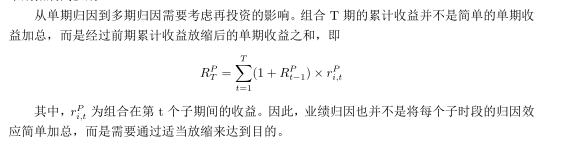 从单期归因到多期归因需要考虑再投资的影响。组合 T 期的累计收益并不是简单的单期收
益加总，而是经过前期累计收益放缩后的单期收益之和，即
$R_T^P = \sum_{t=1}^{T} (1 + R_{t-1}^P) \times r_{i,t}^P$
其中，$r_{i,t}^P$ 为组合在第 t 个子期间的收益。因此，业绩归因也并不是将每个子时段的归因效
应简单加总，而是需要通过适当放缩来达到目的。